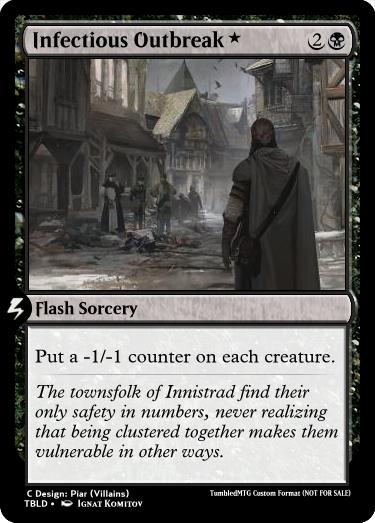 Infectious Outbreak ★ 2
Flash Sorcery
Put a -1/-1 counter on each creature.
The townsfolk of Innistrad find their
only safety in numbers, never realizing
that being clustered together makes them
vulnerable in other ways.
C Design: Piar (Villains) TumbledMTG Custom Format (NOT FOR SALE)
TBLD • Ignat Komitov